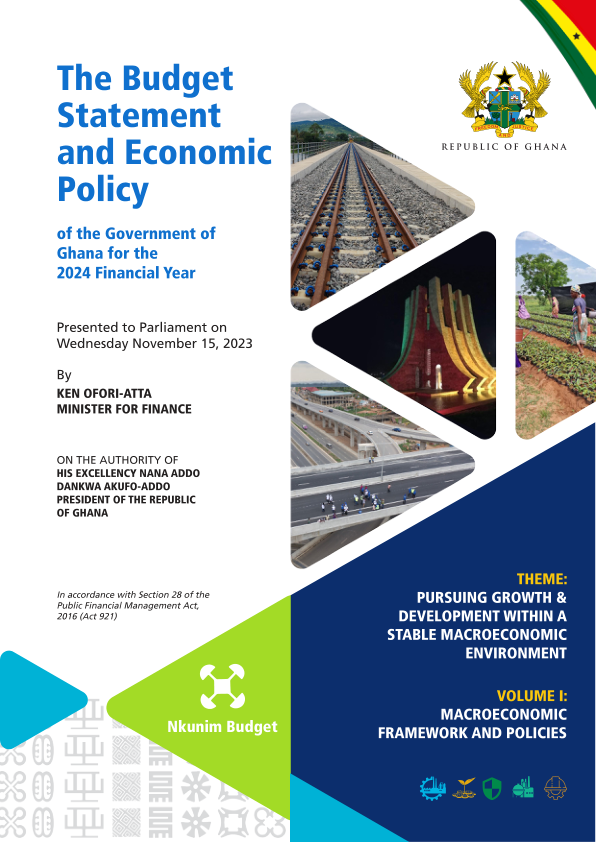 The Budget
Statement
and Economic
Policy
of the Government of
Ghana for the
2024 Financial Year
Presented to Parliament on
Wednesday November 15, 2023
By
KEN OFORI-ATTA
MINISTER FOR FINANCE
ON THE AUTHORITY OF
HIS EXCELLENCY NANA ADDO
DANKWA AKUFO-ADDO
PRESIDENT OF THE REPUBLIC
OF GHANA
In accordance with Section 28 of the
Public Financial Management Act,
2016 (Act 921)
Nkunim Budget
FREEDOM AND JUSTICE
REPUBLIC OF GHANA
THEME:
PURSUING GROWTH &
DEVELOPMENT WITHIN A
STABLE MACROECONOMIC
ENVIRONMENT
VOLUME I:
MACROECONOMIC
FRAMEWORK AND POLICIES